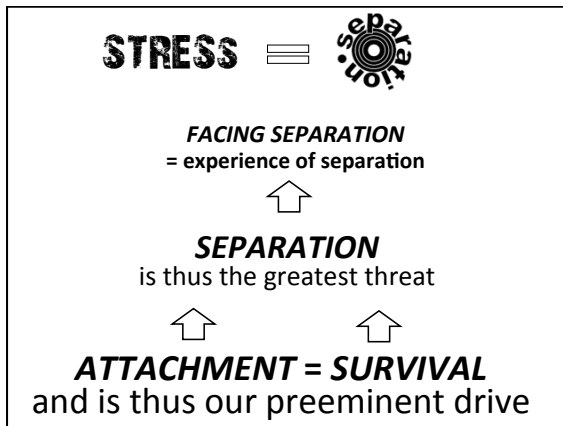 STRESS = separation.
FACING SEPARATION
= experience of separation
SEPARATION
is thus the greatest threat
ATTACHMENT = SURVIVAL
and is thus our preeminent drive